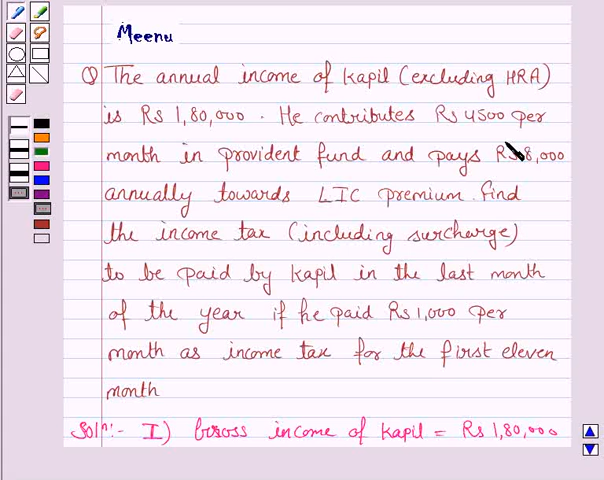 Meenu
Q The annual income of Kapil (excluding HRA)
is Rs 1,80,000. He contributes Rs 4500 per
month in provident fund and pays Rs 8,000
annually towards LIC premium. Find
the income tax (including surcharge)
to be paid by Kapil in the last month
of the year if he paid Rs 1,000 per
month as income tax for the first eleven
month
Solⁿ:- I) Gross income of Kapil = Rs 1,80,000